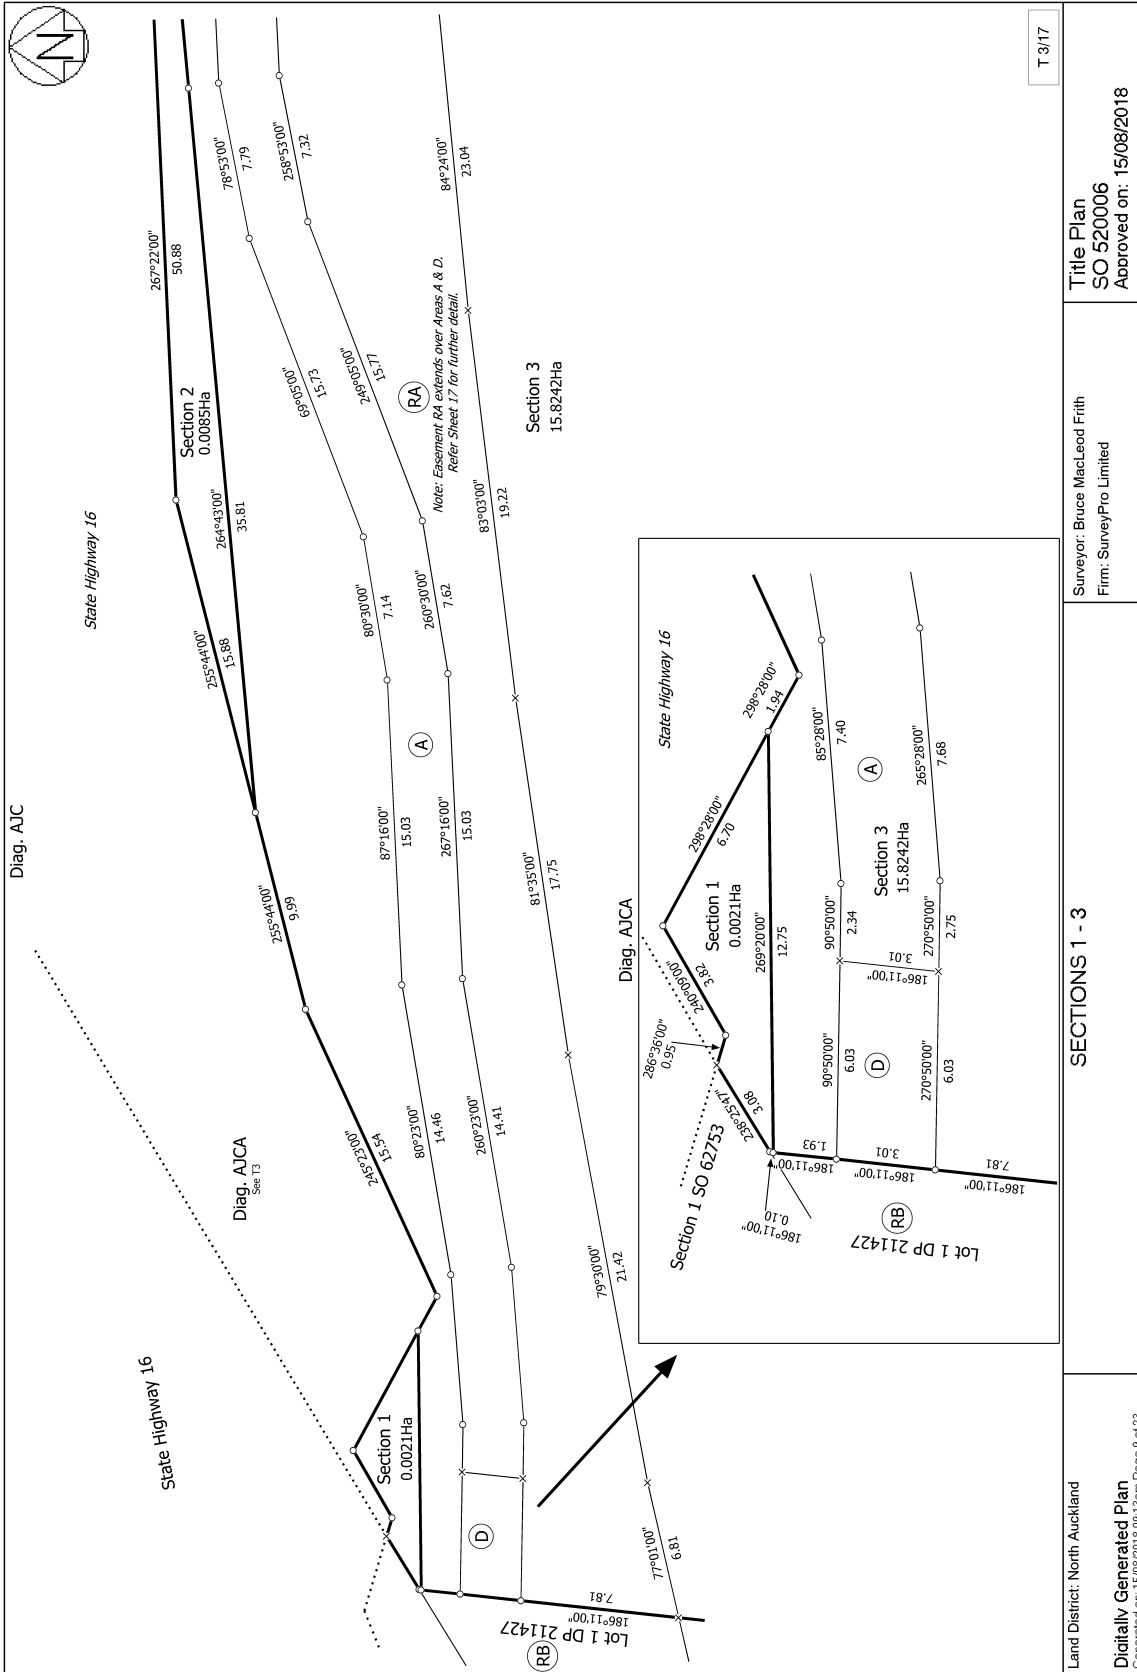 Diag. AJC
N
T 3/17
State Highway 16
State Highway 16
Diag. AJCA
See T3
267°22'00"
50.88
Section 2
0.0085Ha
264°43'00"
35.81
255°44'00"
15.88
255°44'00"
9.99
245°23'00"
15.54
78°53'00"
7.79
258°53'00"
7.32
69°05'00"
15.73
249°05'00"
15.77
80°30'00"
7.14
260°30'00"
7.62
87°16'00"
15.03
267°16'00"
15.03
80°23'00"
14.46
260°23'00"
14.41
A
RA
Note: Easement RA extends over Areas A & D.
Refer Sheet 17 for further detail.
84°24'00"
23.04
83°03'00"
19.22
81°35'00"
17.75
79°30'00"
21.42
77°01'00"
6.81
Section 3
15.8242Ha
Section 1
0.0021Ha
D
186°11'00"
7.81
Lot 1 DP 211427
RB
Diag. AJCA
State Highway 16
298°28'00"
1.94
298°28'00"
6.70
Section 1
0.0021Ha
269°20'00"
12.75
240°09'00"
3.82
286°36'00"
0.95
238°25'47"
3.08
Section 1 SO 62753
186°11'00"
0.10
186°11'00"
1.93
186°11'00"
3.01
186°11'00"
7.81
85°28'00"
7.40
A
265°28'00"
7.68
Section 3
15.8242Ha
90°50'00"
2.34
270°50'00"
2.75
186°11'00"
3.01
90°50'00"
6.03
D
270°50'00"
6.03
RB
Lot 1 DP 211427
Land District: North Auckland
Digitally Generated Plan
Generated on: 15/08/2018 09:13am Page 9 of 23
SECTIONS 1 - 3
Surveyor: Bruce MacLeod Frith
Firm: SurveyPro Limited
Title Plan
SO 520006
Approved on: 15/08/2018